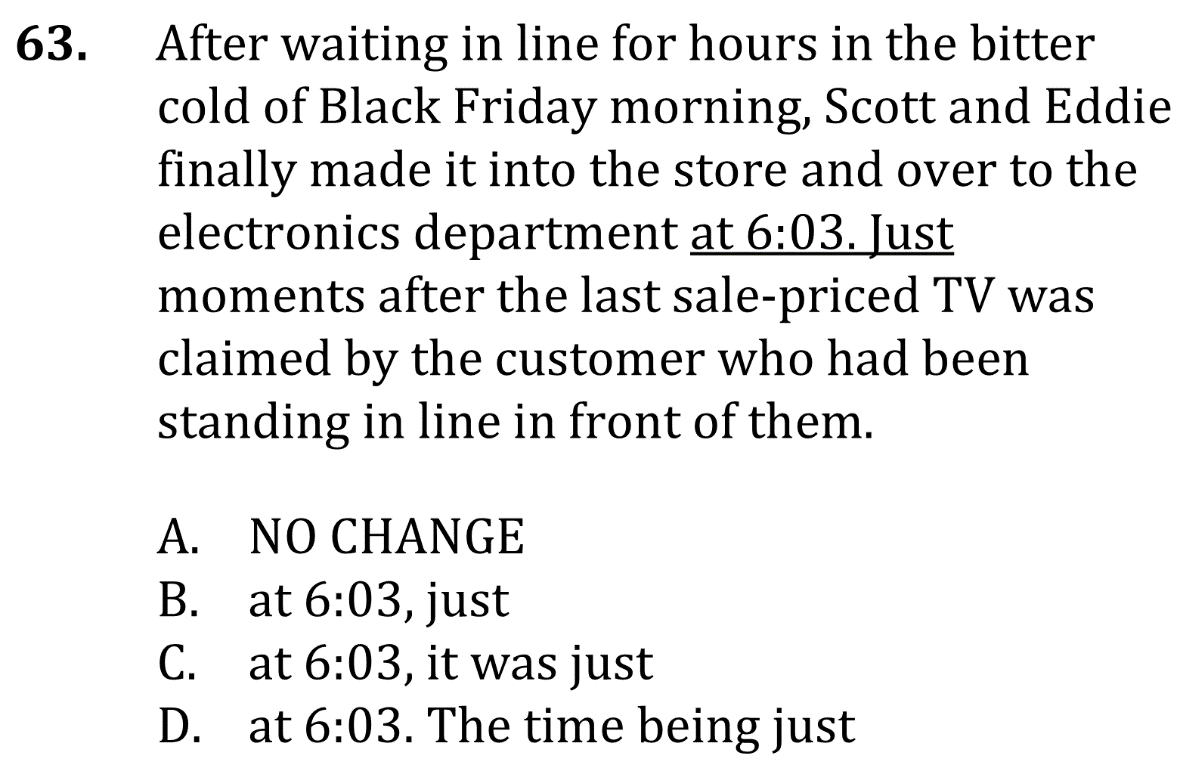 63. After waiting in line for hours in the bitter
cold of Black Friday morning, Scott and Eddie
finally made it into the store and over to the
electronics department at 6:03. Just
moments after the last sale-priced TV was
claimed by the customer who had been
standing in line in front of them.
A. NO CHANGE
B. at 6:03, just
C. at 6:03, it was just
D. at 6:03. The time being just